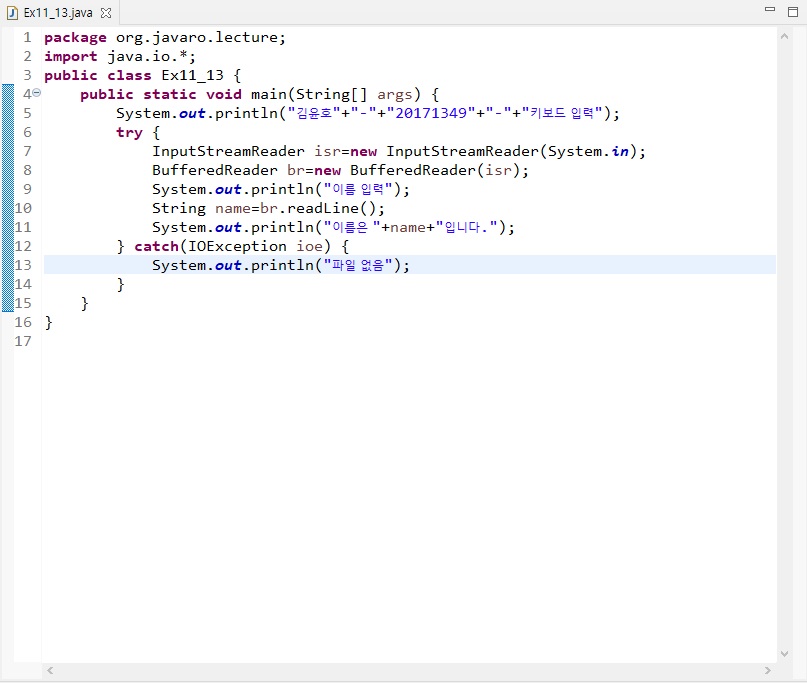 Ex11_13.java
1 package org.javaro.lecture;
2 import java.io.*;
3 public class Ex11_13 {
4 public static void main(String[] args) {
5 System.out.println("김윤호"+"-"+"20171349"+"-"+"키보드 입력");
6 try {
7 InputStreamReader isr=new InputStreamReader(System.in);
8 BufferedReader br=new BufferedReader(isr);
9 System.out.println("이름 입력");
10 String name=br.readLine();
11 System.out.println("이름은 "+name+"입니다.");
12 } catch(IOException ioe) {
13 System.out.println("파일 없음");
14 }
15 }
16 }
17